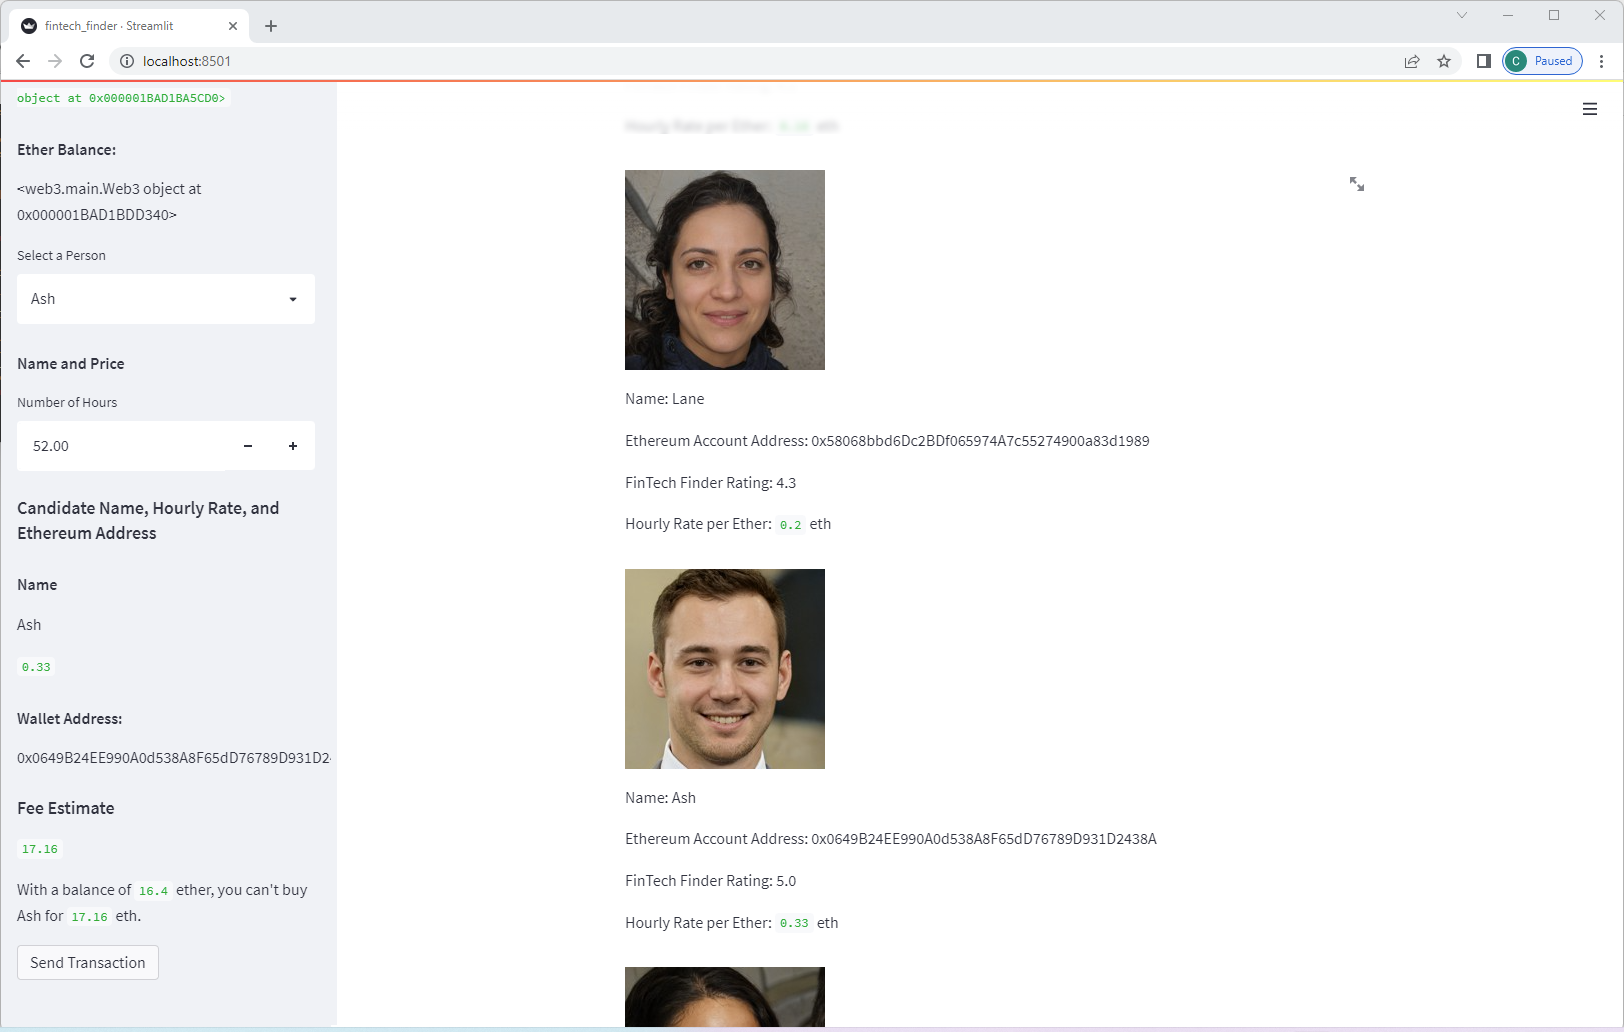 fintech_finder · Streamlit
localhost:8501
Paused
C
object at 0x000001BAD1BA5CD0>
Ether Balance:
<web3.main.Web3 object at
0x000001BAD1BDD340>
Select a Person
Ash
Name and Price
Number of Hours
52.00
Candidate Name, Hourly Rate, and
Ethereum Address
Name
Ash
0.33
Wallet Address:
0x0649B24EE990A0d538A8F65dD76789D931D2
Fee Estimate
17.16
With a balance of 16.4 ether, you can't buy
Ash for 17.16 eth.
Send Transaction
Hourly Rate per Ether: eth
Name: Lane
Ethereum Account Address: 0x58068bbd6Dc2BDf065974A7c55274900a83d1989
FinTech Finder Rating: 4.3
Hourly Rate per Ether: 0.2 eth
Name: Ash
Ethereum Account Address: 0x0649B24EE990A0d538A8F65dD76789D931D2438A
FinTech Finder Rating: 5.0
Hourly Rate per Ether: 0.33 eth